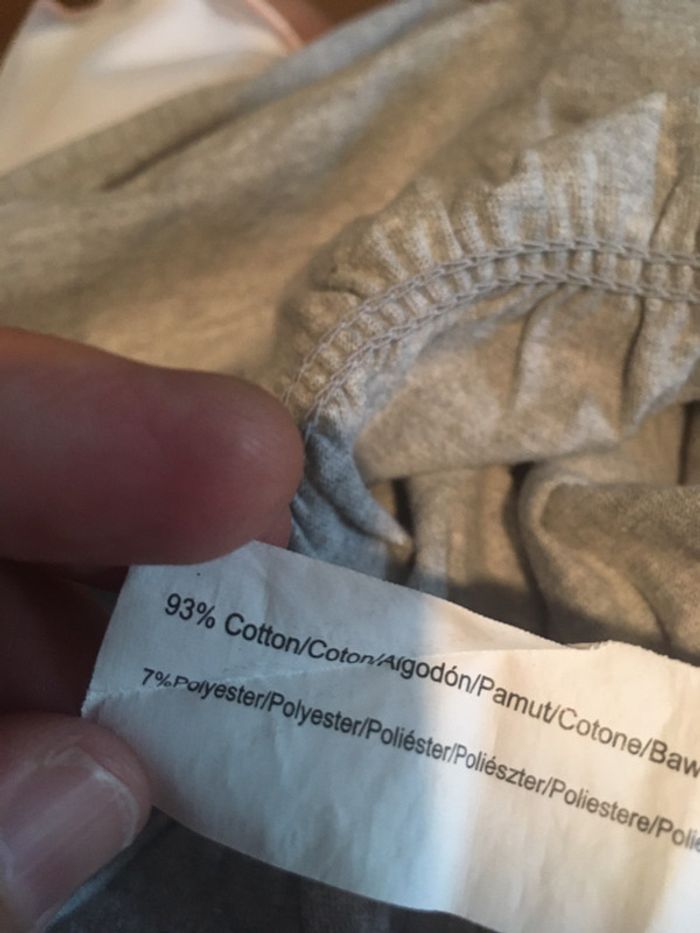 93% Cotton/Coton/Algodón/Pamut/Cotone/Baw
7%Polyester/Polyester/Poliéster/Poliészter/Poliestere/Polie